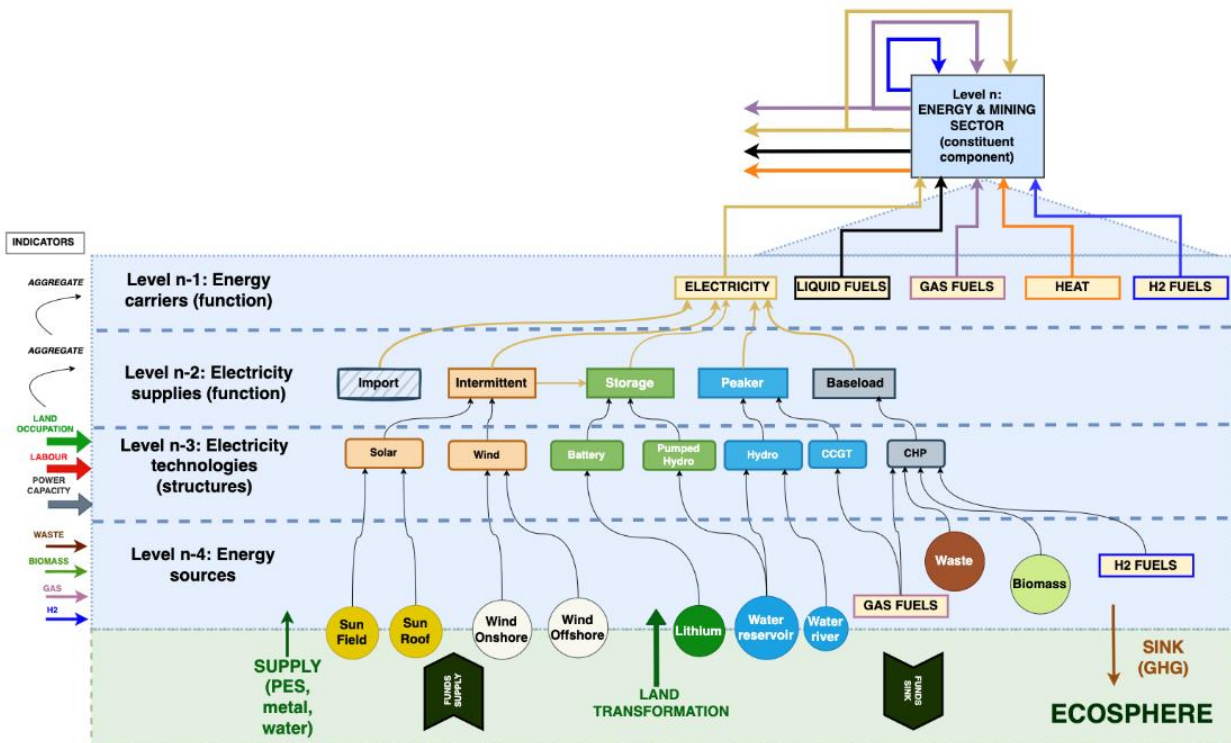 Level n:
ENERGY & MINING
SECTOR
(constituent
component)
INDICATORS
AGGREGATE
Level n-1: Energy
carriers (function)
ELECTRICITY
LIQUID FUELS
GAS FUELS
HEAT
H2 FUELS
AGGREGATE
Level n-2: Electricity
supplies (function)
Import
Intermittent
Storage
Peaker
Baseload
LAND
OCCUPATION
LABOUR
POWER
CAPACITY
Level n-3: Electricity
technologies
(structures)
Solar
Wind
Battery
Pumped
Hydro
Hydro
CCGT
CHP
WASTE
BIOMASS
GAS
H2
Level n-4: Energy
sources
Sun
Field
Sun
Roof
Wind
Onshore
Wind
Offshore
Lithium
Water
reservoir
Water
river
GAS FUELS
Waste
Biomass
H2 FUELS
SUPPLY
(PES,
metal,
water)
FUNDS
SUPPLY
LAND
TRANSFORMATION
FUNDS
SINK
SINK
(GHG)
ECOSPHERE